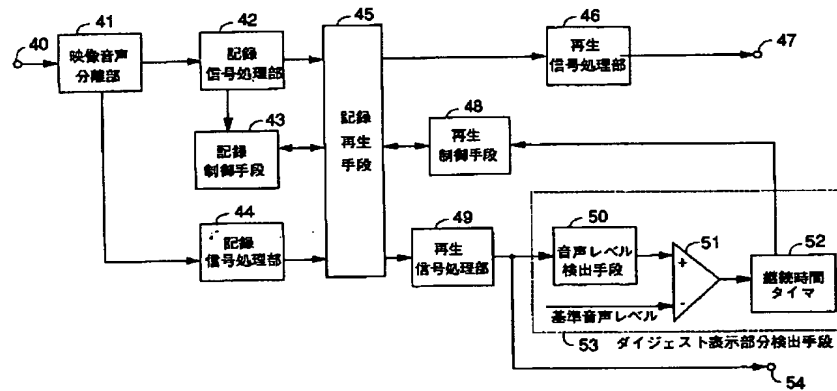 40
41
映像音声
分離部
42
記録
信号処理部
43
記録
制御手段
44
記録
信号処理部
45
記録
再生
手段
46
再生
信号処理部
47
48
再生
制御手段
49
再生
信号処理部
50
音声レベル
検出手段
51
+
-
基準音声レベル
52
継続時間
タイマ
53 ダイジェスト表示部分検出手段
54